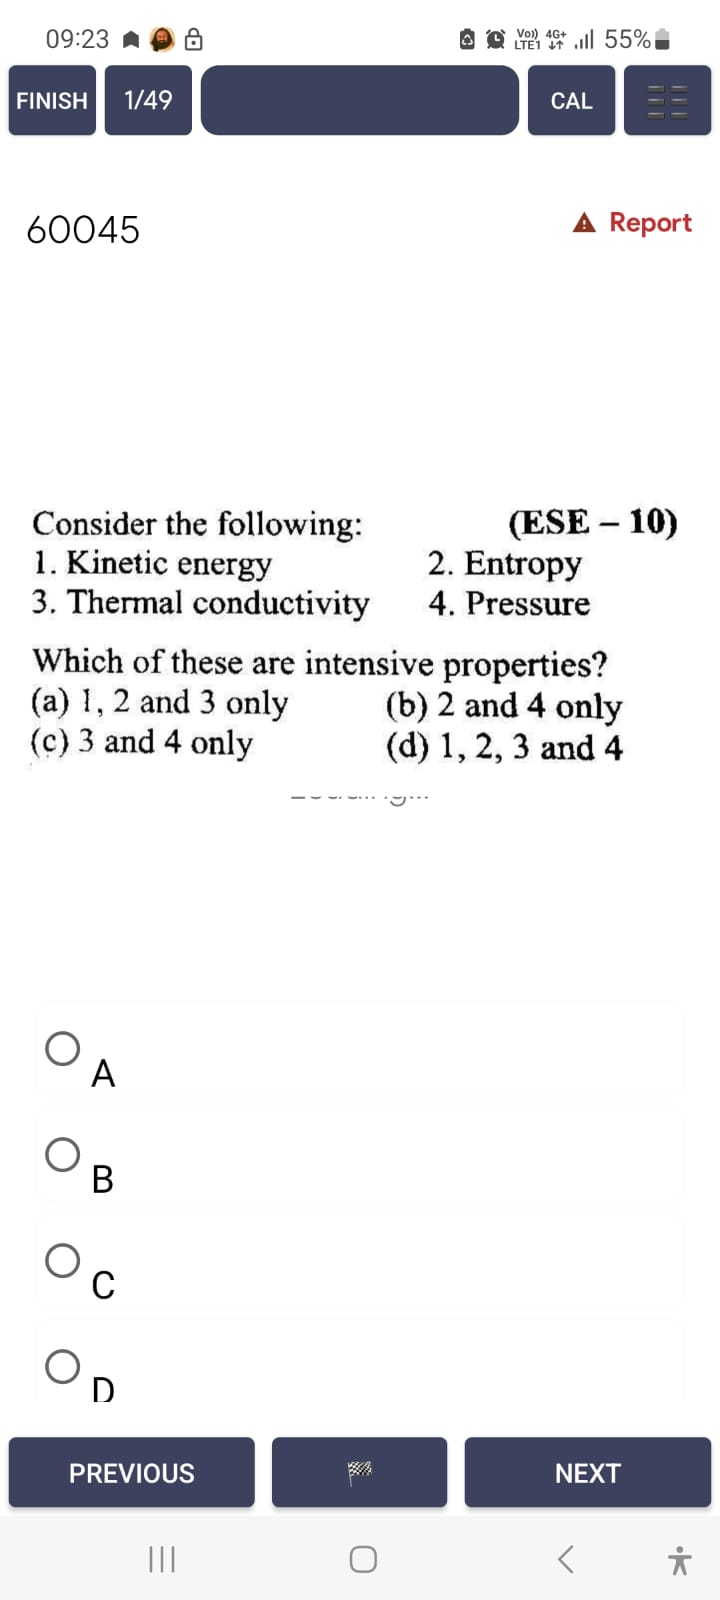 09:23 Vo)) 4G+ LTE1 55%
FINISH 1/49 CAL
60045 Report
Consider the following: (ESE – 10)
1. Kinetic energy 2. Entropy
3. Thermal conductivity 4. Pressure
Which of these are intensive properties?
(a) 1, 2 and 3 only (b) 2 and 4 only
(c) 3 and 4 only (d) 1, 2, 3 and 4
A
B
C
D
PREVIOUS NEXT